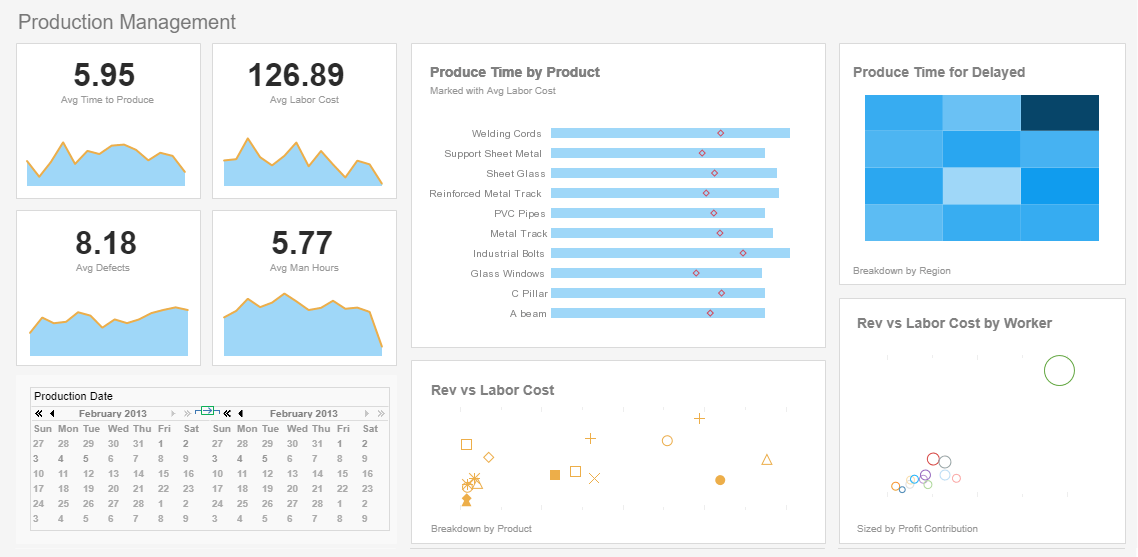 Production Management
5.95
Avg Time to Produce
126.89
Avg Labor Cost
8.18
Avg Defects
5.77
Avg Man Hours
Production Date
February 2013 February 2013
Sun Mon Tue Wed Thu Fri Sat Sun Mon Tue Wed Thu Fri Sat
27 28 29 30 31 1 2 27 28 29 30 31 1 2
3 4 5 6 7 8 9 3 4 5 6 7 8 9
10 11 12 13 14 15 16 10 11 12 13 14 15 16
17 18 19 20 21 22 23 17 18 19 20 21 22 23
24 25 26 27 28 1 2 24 25 26 27 28 1 2
3 4 5 6 7 8 9 3 4 5 6 7 8 9
Produce Time by Product
Marked with Avg Labor Cost
Welding Cords
Support Sheet Metal
Sheet Glass
Reinforced Metal Track
PVC Pipes
Metal Track
Industrial Bolts
Glass Windows
C Pillar
A beam
Rev vs Labor Cost
Breakdown by Product
Produce Time for Delayed
Breakdown by Region
Rev vs Labor Cost by Worker
Sized by Profit Contribution